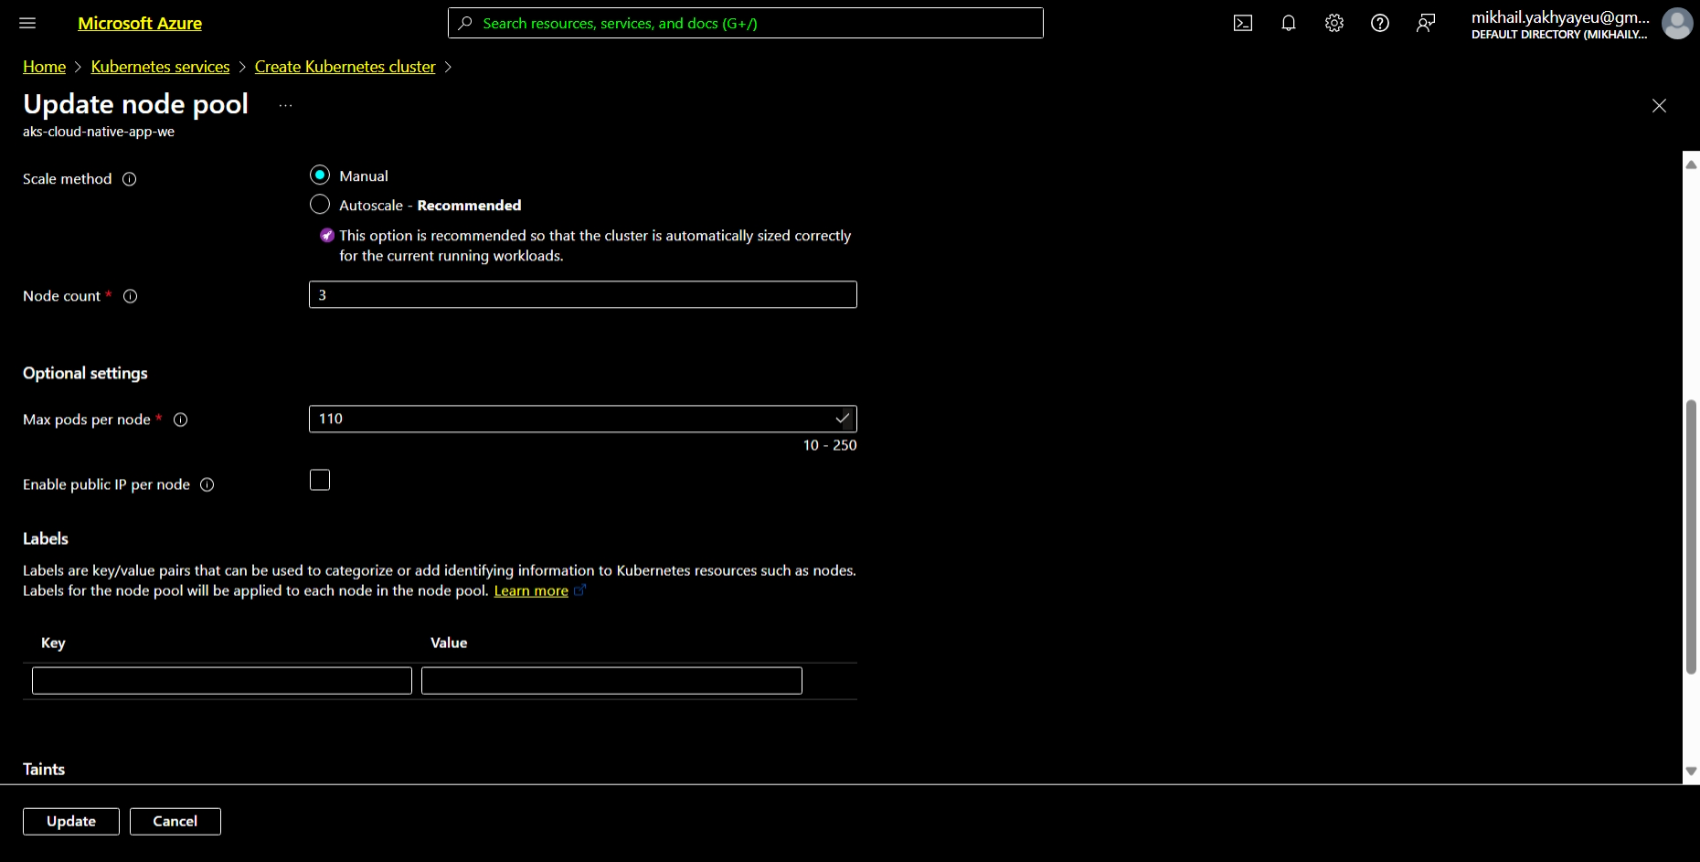 Microsoft Azure
Search resources, services, and docs (G+/)
mikhail.yakhyayeu@gm...
DEFAULT DIRECTORY (MIKHAILY...
Home > Kubernetes services > Create Kubernetes cluster >
Update node pool ...
aks-cloud-native-app-we
Scale method
Manual
Autoscale - Recommended
This option is recommended so that the cluster is automatically sized correctly
for the current running workloads.
Node count *
3
Optional settings
Max pods per node *
110
10 - 250
Enable public IP per node
Labels
Labels are key/value pairs that can be used to categorize or add identifying information to Kubernetes resources such as nodes.
Labels for the node pool will be applied to each node in the node pool. Learn more
Key Value
Taints
Update Cancel